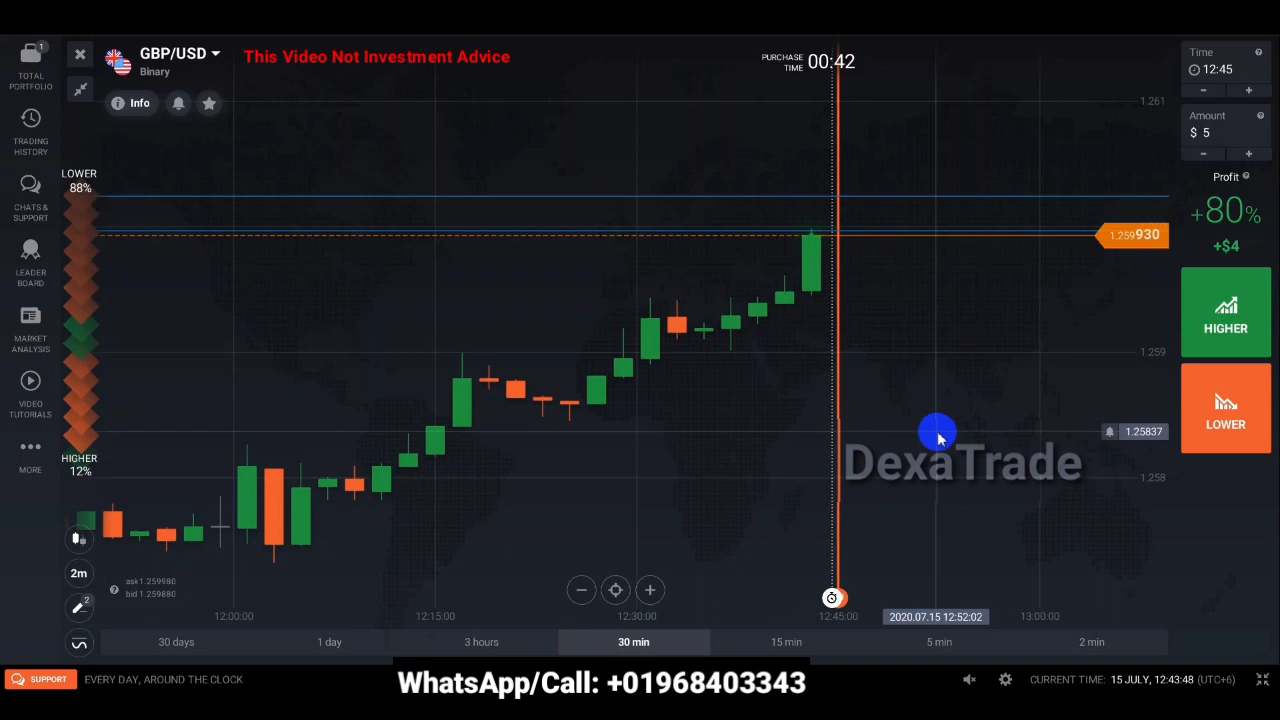 1
TOTAL
PORTFOLIO
TRADING
HISTORY
CHATS &
SUPPORT
LEADER
BOARD
MARKET
ANALYSIS
VIDEO
TUTORIALS
MORE
GBP/USD
Binary
This Video Not Investment Advice
Info
PURCHASE
TIME
00:42
LOWER
88%
HIGHER
12%
1.261
1.259930
1.259
1.25837
1.258
DexaTrade
2m
2
ask 1.259980
bid 1.259880
12:00:00
12:15:00
12:30:00
12:45:00
2020.07.15 12:52:02
13:00:00
30 days
1 day
3 hours
30 min
15 min
5 min
2 min
Time
12:45
- +
Amount
$ 5
- +
Profit
+80%
+$4
HIGHER
LOWER
SUPPORT
EVERY DAY, AROUND THE CLOCK
WhatsApp/Call: +01968403343
CURRENT TIME: 15 JULY, 12:43:48 (UTC+6)